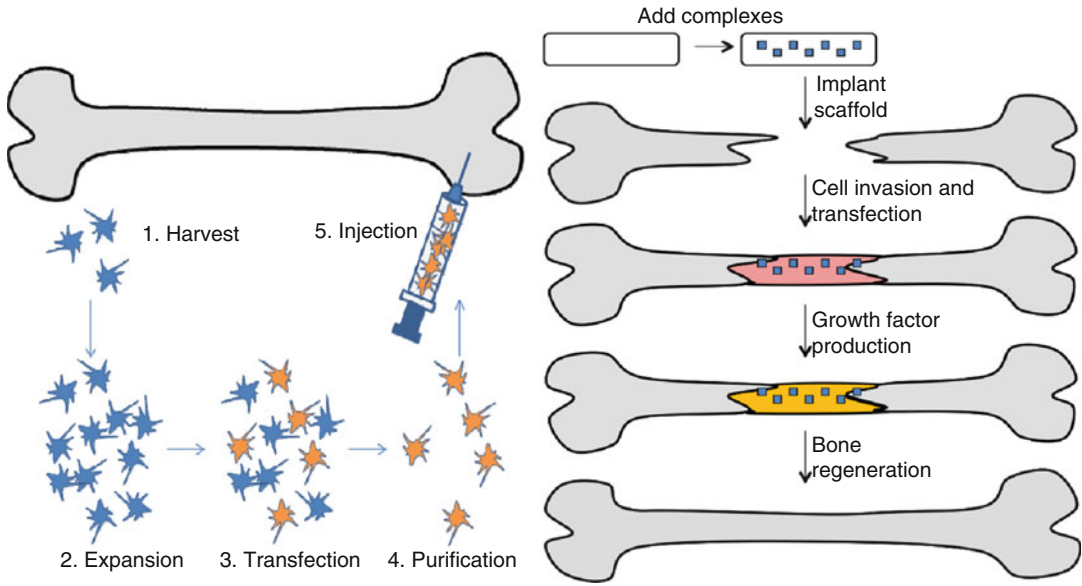 1. Harvest
5. Injection
2. Expansion
3. Transfection
4. Purification
Add complexes
Implant
scaffold
Cell invasion and
transfection
Growth factor
production
Bone
regeneration